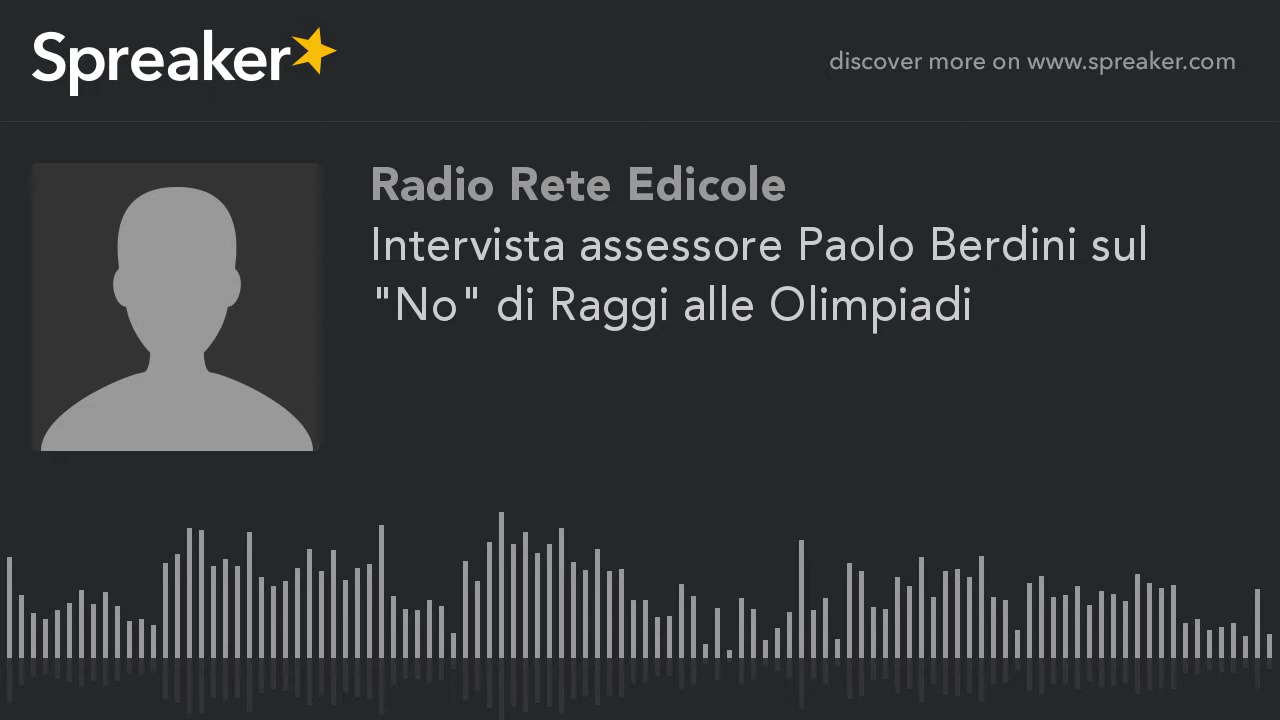 Spreaker
discover more on www.spreaker.com
Radio Rete Edicole
Intervista assessore Paolo Berdini sul
"No" di Raggi alle Olimpiadi